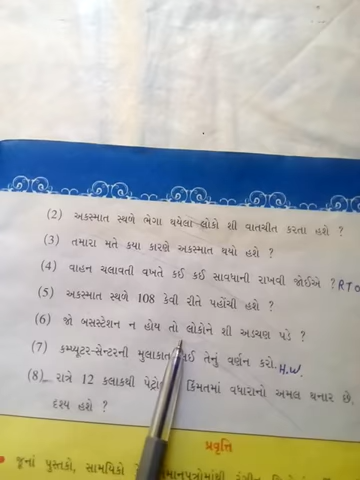 (2) અકસ્માત સ્થળે ભેગા થયેલા લોકો શી વાતચીત કરતા હશે ?
(3) તમારા મતે કયા કારણે અકસ્માત થયો હશે ?
(4) વાહન ચલાવતી વખતે કઈ કઈ સાવધાની રાખવી જોઈએ ? RTO
(5) અકસ્માત સ્થળે 108 કેવી રીતે પહોંચી હશે ?
(6) જો બસસ્ટેશન ન હોય તો લોકોને શી અડચણ પડે ?
(7) કમ્પ્યૂટર-સેન્ટરની મુલાકાત લઈ તેનું વર્ણન કરો. H.W.
(8) રાત્રે 12 કલાકથી કિંમતમાં વધારાનો અમલ થનાર છે,
દૃશ્ય હશે ?
પ્રવૃત્તિ
• જૂનાં પુસ્તકો, સામયિકો